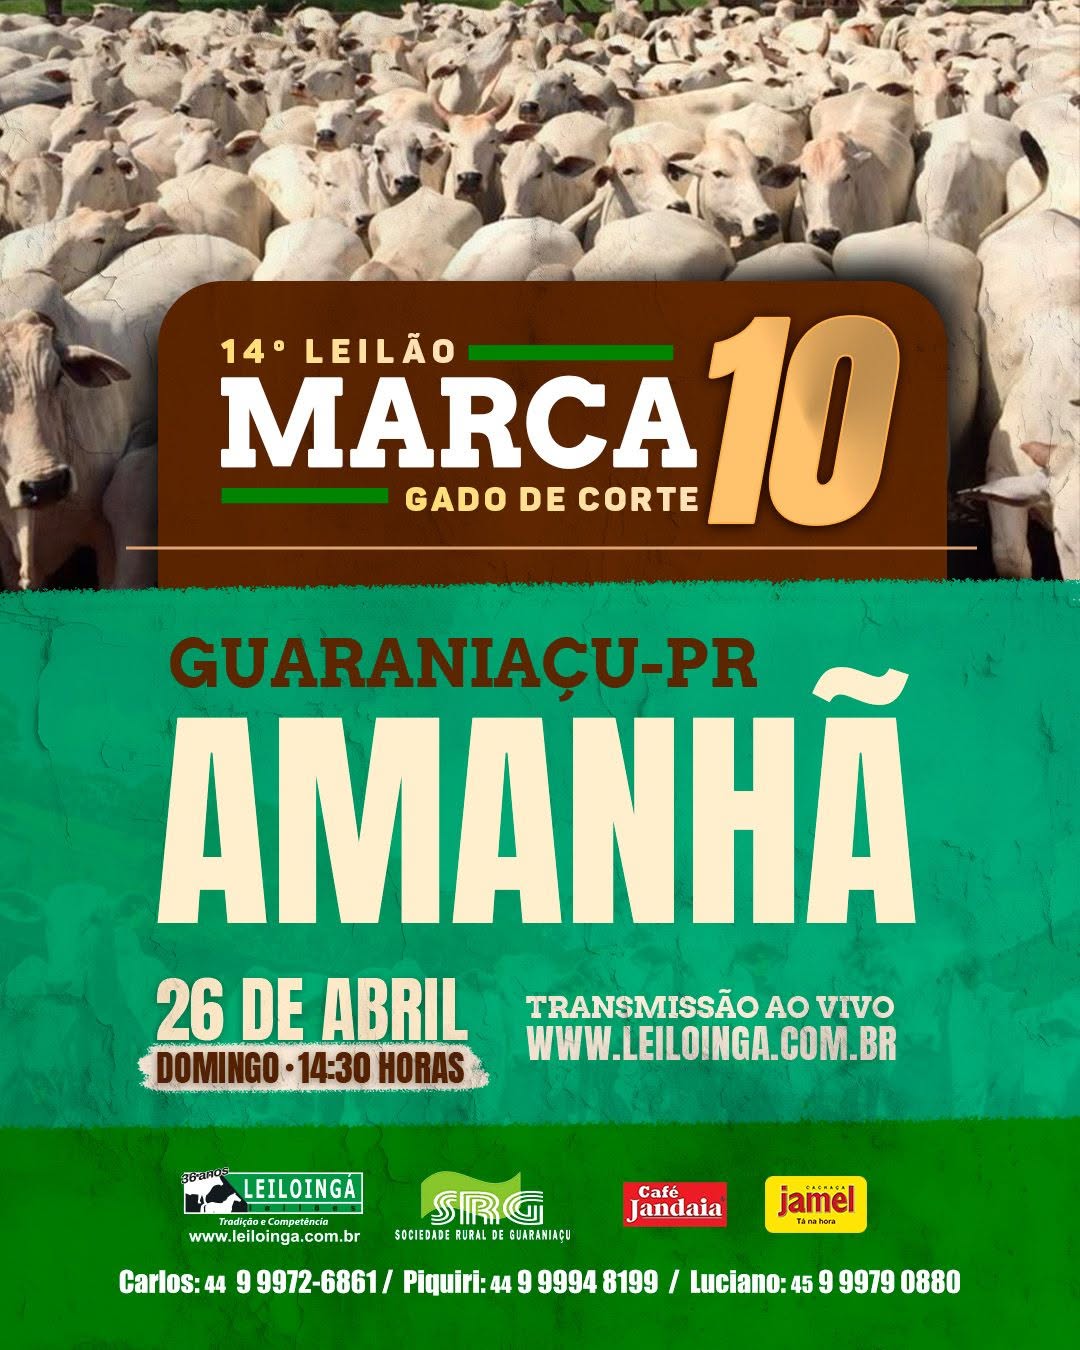 14º LEILÃO
MARCA 10
GADO DE CORTE
GUARANIAÇU-PR
AMANHÃ
26 DE ABRIL
DOMINGO • 14:30 HORAS
TRANSMISSÃO AO VIVO
WWW.LEILOINGA.COM.BR
36 anos
LEILOINGÁ
leilões
Tradição e Competência
www.leiloinga.com.br
SRG
SOCIEDADE RURAL DE GUARANIAÇU
Café
Jandaia
CACHAÇA
jamel
Tá na hora
Carlos: 44 9 9972-6861 / Piquiri: 44 9 9994 8199 / Luciano: 45 9 9979 0880